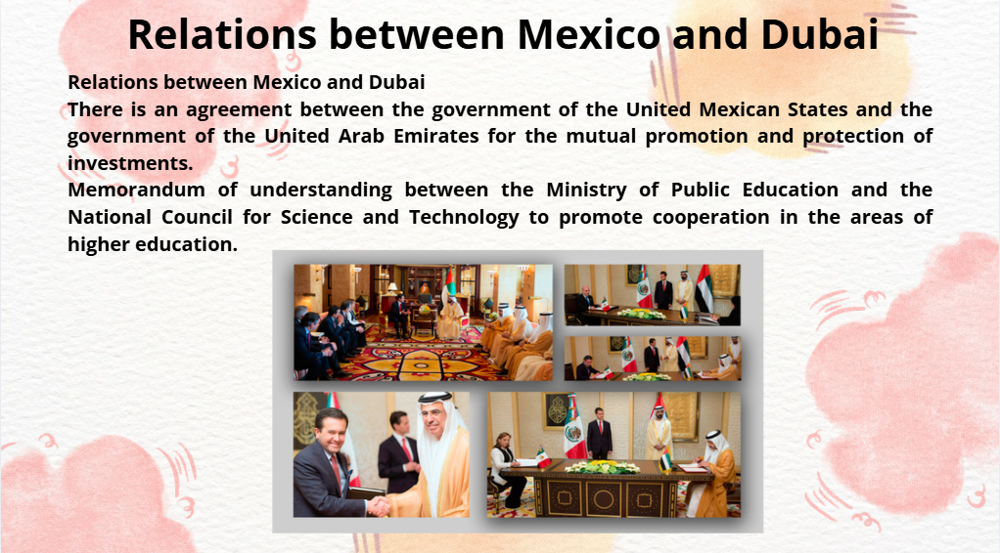 Relations between Mexico and Dubai
Relations between Mexico and Dubai
There is an agreement between the government of the United Mexican States and the
government of the United Arab Emirates for the mutual promotion and protection of
investments.
Memorandum of understanding between the Ministry of Public Education and the
National Council for Science and Technology to promote cooperation in the areas of
higher education.